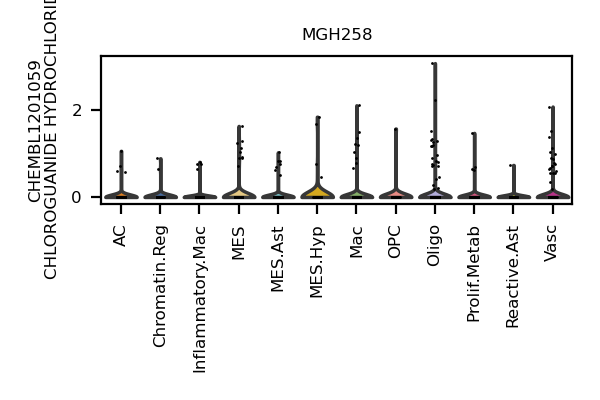 MGH258
CHEMBL1201059
CHLOROGUANIDE HYDROCHLORID
2
0
AC
Chromatin.Reg
Inflammatory.Mac
MES
MES.Ast
MES.Hyp
Mac
OPC
Oligo
Prolif.Metab
Reactive.Ast
Vasc